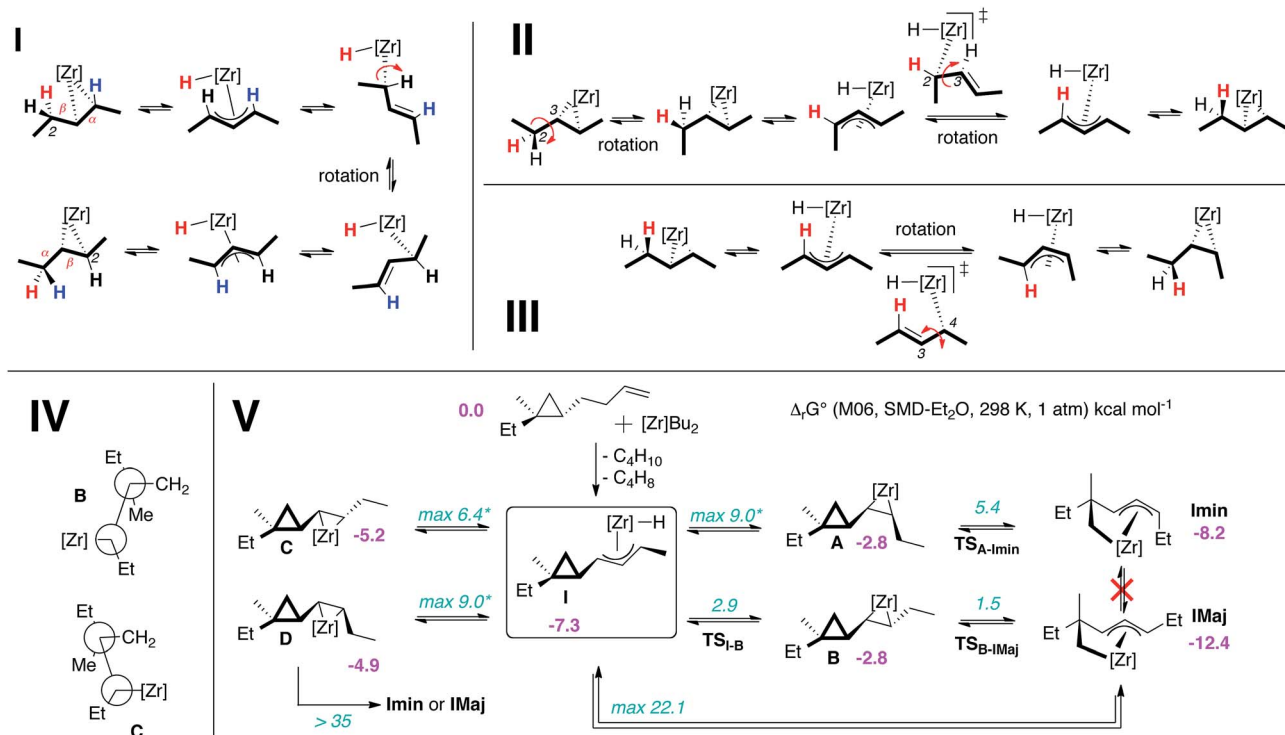 I
[Zr]
H
H
H
β
2
α
H
[Zr]
H
H
H
[Zr]
H
H
rotation
[Zr]
α
β
2
H
H
H
H
[Zr]
H
H
H
[Zr]
H
H
II
3
[Zr]
2
H
H
rotation
H
H
[Zr]
H
H
[Zr]
H
[Zr]
‡
H
H
2
3
rotation
H
[Zr]
H
H
H
[Zr]
III
H
H
[Zr]
H
[Zr]
H
rotation
H
[Zr]
‡
H
4
3
H
[Zr]
H
[Zr]
H
H
IV
Et
B
CH2
Me
[Zr]
Et
Et
CH2
Me
[Zr]
Et
C
V
0.0
Et
+ [Zr]Bu2
ΔrG° (M06, SMD-Et2O, 298 K, 1 atm) kcal mol-1
- C4H10
- C4H8
Et
[Zr]
C
-5.2
max 6.4*
[Zr]
H
Et
I
-7.3
max 9.0*
[Zr]
Et
A
-2.8
5.4
TSA-Imin
Et
Et
[Zr]
Imin
-8.2
Et
[Zr]
D
-4.9
max 9.0*
2.9
TSI-B
[Zr]
Et
B
-2.8
1.5
TSB-IMaj
Et
Et
[Zr]
IMaj
-12.4
> 35
Imin or IMaj
max 22.1